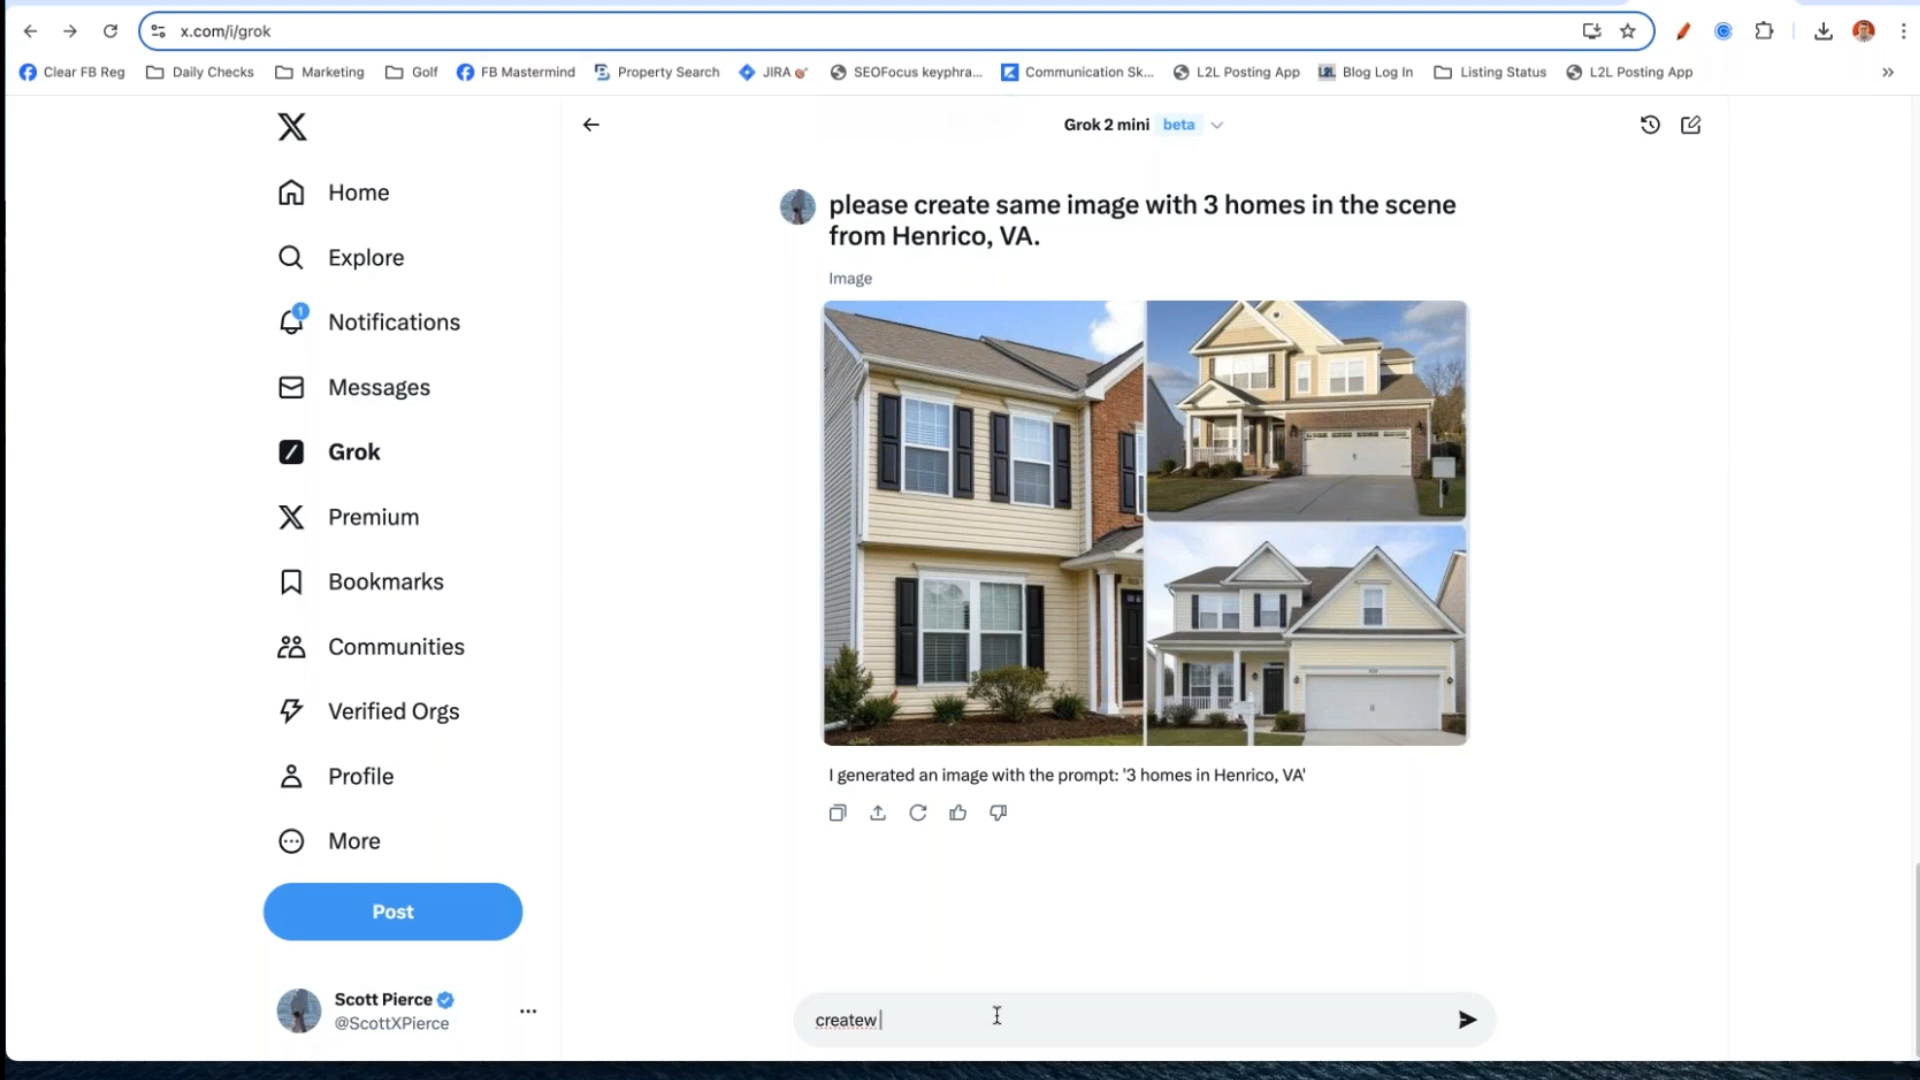 x.com/i/grok
Clear FB Reg
Daily Checks
Marketing
Golf
FB Mastermind
Property Search
JIRA
SEOFocus keyphra...
Communication Sk...
L2L Posting App
Blog Log In
Listing Status
L2L Posting App
Home
Explore
1
Notifications
Messages
Grok
Premium
Bookmarks
Communities
Verified Orgs
Profile
More
Post
Scott Pierce
@ScottXPierce
Grok 2 mini beta
please create same image with 3 homes in the scene
from Henrico, VA.
Image
I generated an image with the prompt: '3 homes in Henrico, VA'
createw